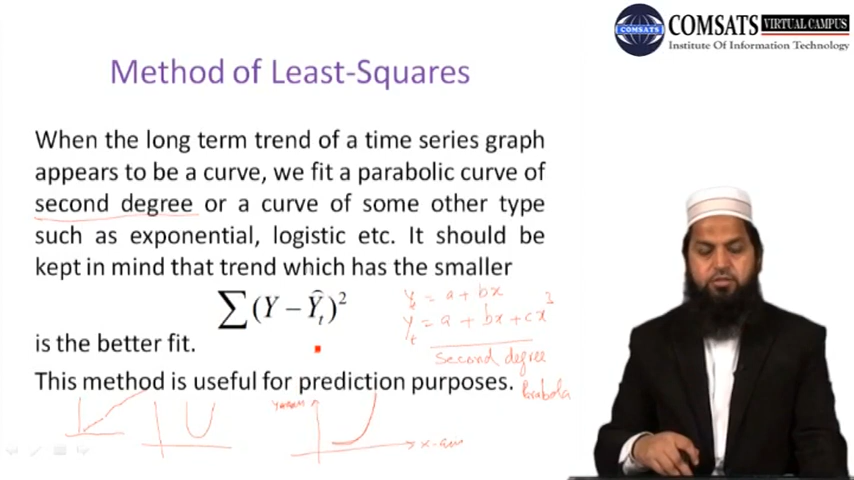 COMSATS VIRTUAL CAMPUS
Institute Of Information Technology
COMSATS
Method of Least-Squares
When the long term trend of a time series graph
appears to be a curve, we fit a parabolic curve of
second degree or a curve of some other type
such as exponential, logistic etc. It should be
kept in mind that trend which has the smaller
∑(Y − Ŷₜ)²
Yₜ = a + bx
Yₜ = a + bx + cx³
second degree
is the better fit.
This method is useful for prediction purposes.
Parabola
x-axis